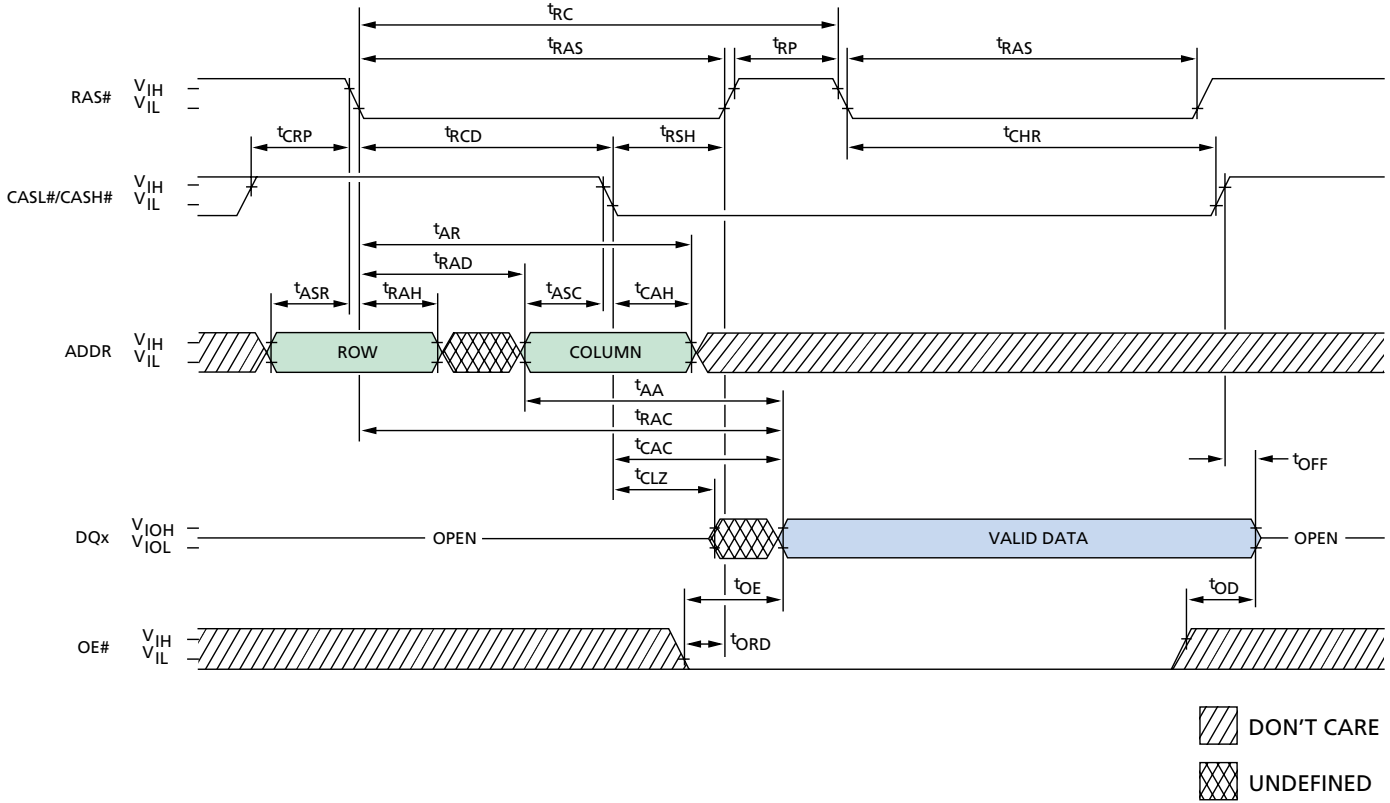 tRC
tRAS tRP tRAS
RAS# VIH
VIL
tCRP tRCD tRSH tCHR
CASL#/CASH# VIH
VIL
tAR
tRAD
tASR tRAH tASC tCAH
ADDR VIH
VIL
ROW COLUMN
tAA
tRAC
tCAC
tCLZ tOFF
DQx VIOH
VIOL
OPEN VALID DATA OPEN
tOE tOD
OE# VIH
VIL
tORD
DON'T CARE
UNDEFINED